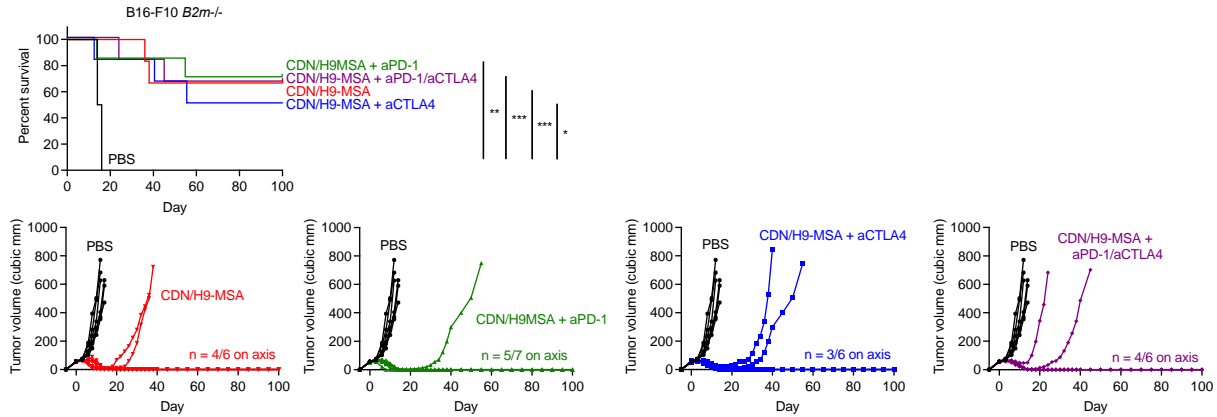 B16-F10 B2m-/-
Percent survival
100
80
60
40
20
0
CDN/H9MSA + aPD-1
CDN/H9-MSA + aPD-1/aCTLA4
CDN/H9-MSA
CDN/H9-MSA + aCTLA4
PBS
** *** *** *
0 20 40 60 80 100
Day
Tumor volume (cubic mm)
1000
800
600
400
200
0
PBS
CDN/H9-MSA
n = 4/6 on axis
0 20 40 60 80 100
Day
Tumor volume (cubic mm)
1000
800
600
400
200
0
PBS
CDN/H9MSA + aPD-1
n = 5/7 on axis
0 20 40 60 80 100
Day
Tumor volume (cubic mm)
1000
800
600
400
200
0
PBS
CDN/H9-MSA + aCTLA4
n = 3/6 on axis
0 20 40 60 80 100
Day
Tumor volume (cubic mm)
1000
800
600
400
200
0
PBS
CDN/H9-MSA +
aPD-1/aCTLA4
n = 4/6 on axis
0 20 40 60 80 100
Day